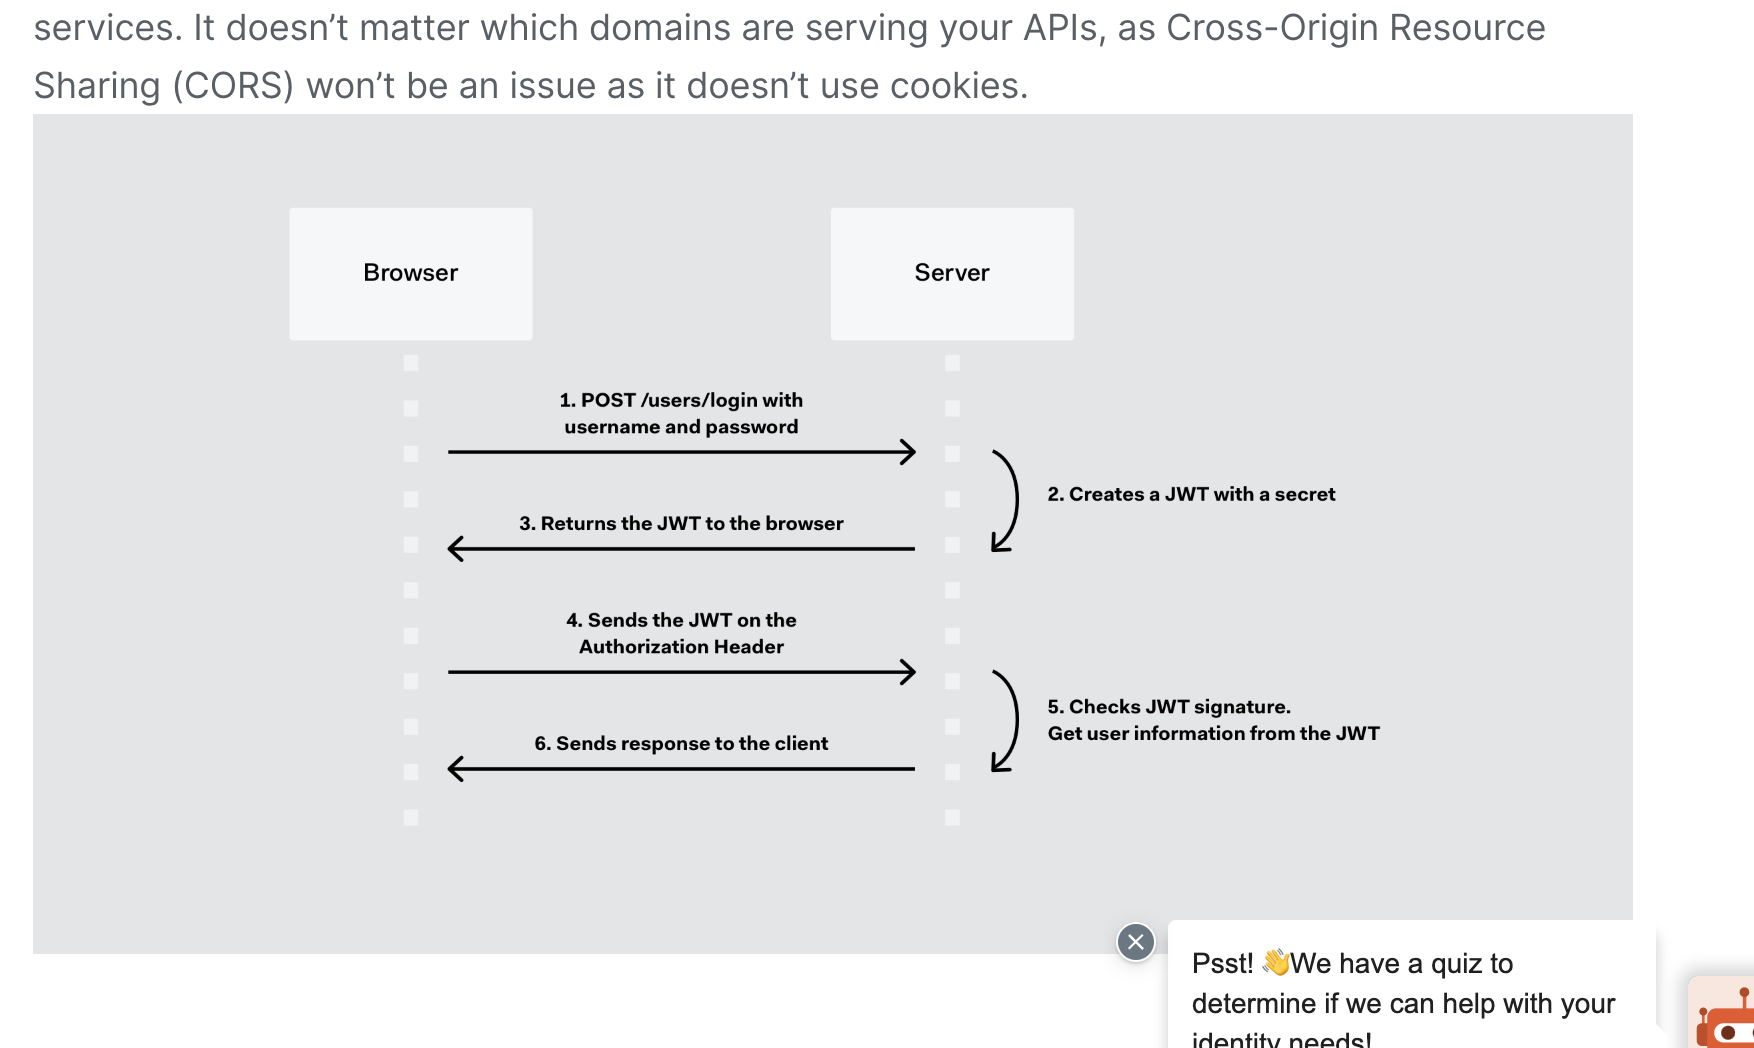 services. It doesn’t matter which domains are serving your APIs, as Cross-Origin Resource
Sharing (CORS) won’t be an issue as it doesn’t use cookies.
Browser
Server
1. POST /users/login with
username and password
2. Creates a JWT with a secret
3. Returns the JWT to the browser
4. Sends the JWT on the
Authorization Header
5. Checks JWT signature.
Get user information from the JWT
6. Sends response to the client
Psst! 👋We have a quiz to
determine if we can help with your
identity needs!